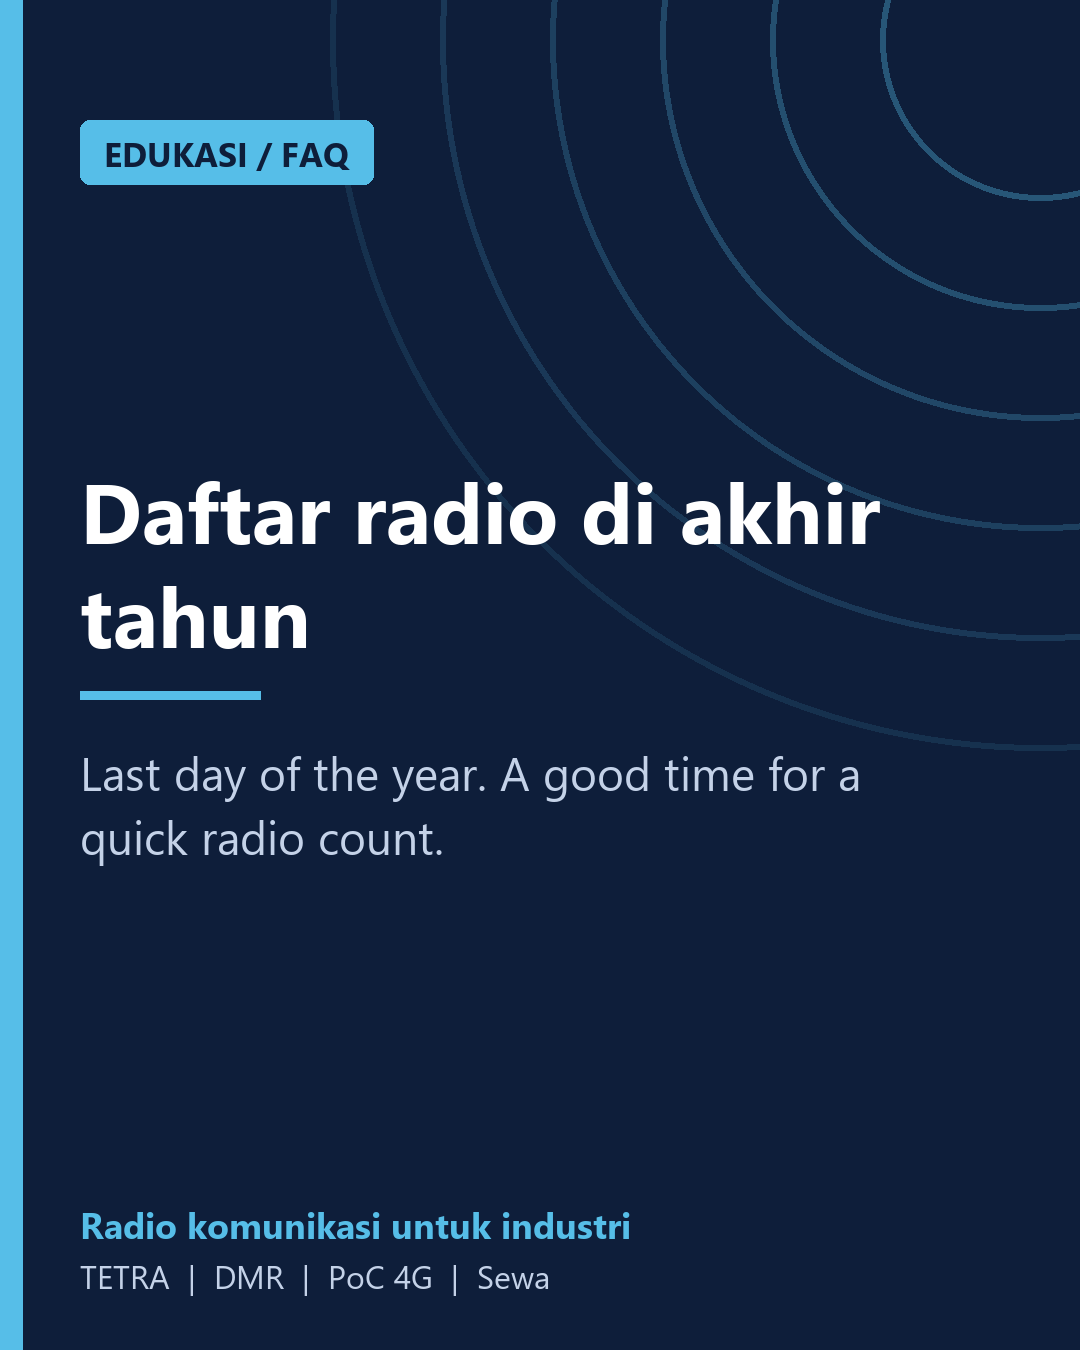 EDUKASI / FAQ
Daftar radio di akhir
tahun
Last day of the year. A good time for a
quick radio count.
Radio komunikasi untuk industri
TETRA | DMR | PoC 4G | Sewa